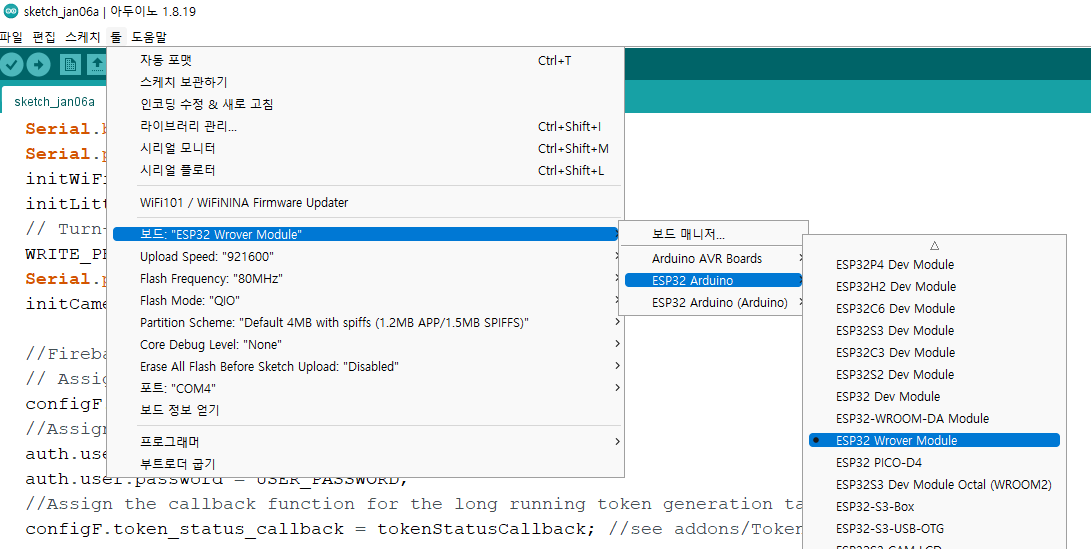 sketch_jan06a | 아두이노 1.8.19
파일 편집 스케치 툴 도움말
sketch_jan06a
자동 포맷 Ctrl+T
스케치 보관하기
인코딩 수정 & 새로 고침
라이브러리 관리... Ctrl+Shift+I
시리얼 모니터 Ctrl+Shift+M
시리얼 플로터 Ctrl+Shift+L
WiFi101 / WiFiNINA Firmware Updater
보드: "ESP32 Wrover Module"
Upload Speed: "921600"
Flash Frequency: "80MHz"
Flash Mode: "QIO"
Partition Scheme: "Default 4MB with spiffs (1.2MB APP/1.5MB SPIFFS)"
Core Debug Level: "None"
Erase All Flash Before Sketch Upload: "Disabled"
포트: "COM4"
보드 정보 얻기
프로그래머
부트로더 굽기
보드 매니저...
Arduino AVR Boards
ESP32 Arduino
ESP32 Arduino (Arduino)
ESP32P4 Dev Module
ESP32H2 Dev Module
ESP32C6 Dev Module
ESP32S3 Dev Module
ESP32C3 Dev Module
ESP32S2 Dev Module
ESP32 Dev Module
ESP32-WROOM-DA Module
ESP32 Wrover Module
ESP32 PICO-D4
ESP32S3 Dev Module Octal (WROOM2)
ESP32-S3-Box
ESP32-S3-USB-OTG
Serial.
Serial.
initWiF
initLitt
// Turn-
WRITE_P
Serial.
initCame
//Fireba
// Assig
configF
//Assign
auth.use
auth.user.password = USER_PASSWORD;
//Assign the callback function for the long running token generation ta
configF.token_status_callback = tokenStatusCallback; //see addons/Token